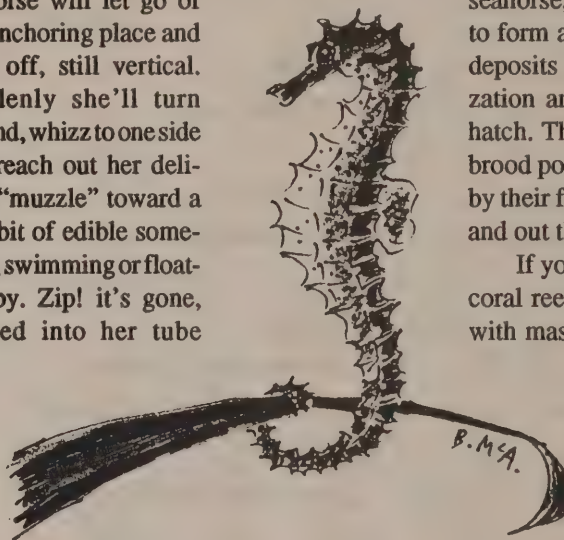 orse will let go of
nchoring place and
off, still vertical.
lenly she'll turn
nd, whizz to one side
reach out her deli-
"muzzle" toward a
bit of edible some-
swimming or float-
by. Zip! it's gone,
ed into her tube
seahorse
to form a
deposits
zation an
hatch. Th
brood po
by their f
and out t
If yo
coral ree
with mas
B. McA.